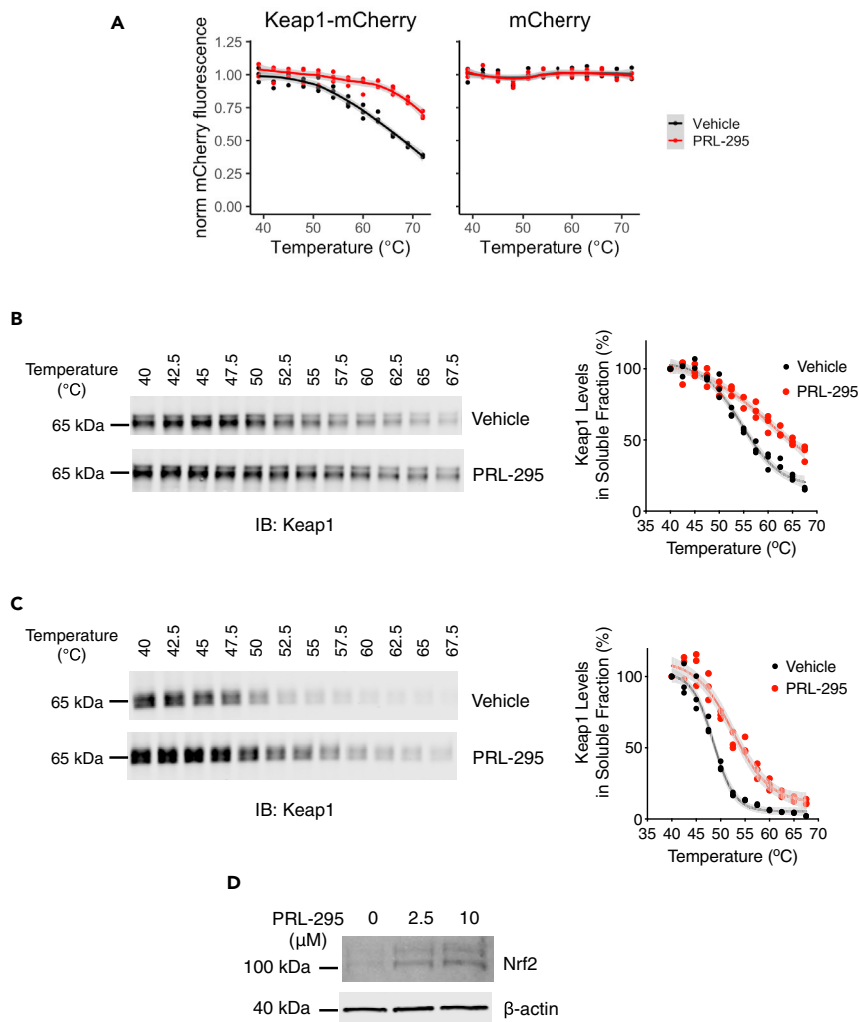 A
Keap1-mCherry
mCherry
norm mCherry fluorescence
1.25
1.00
0.75
0.50
0.25
0.00
40 50 60 70
40 50 60 70
Temperature (°C)
Temperature (°C)
Vehicle
PRL-295
B
Temperature
(°C)
40 42.5 45 47.5 50 52.5 55 57.5 60 62.5 65 67.5
65 kDa
Vehicle
65 kDa
PRL-295
IB: Keap1
Keap1 Levels
in Soluble Fraction (%)
100
50
0
35 40 45 50 55 60 65 70
Temperature (ºC)
Vehicle
PRL-295
C
Temperature
(°C)
40 42.5 45 47.5 50 52.5 55 57.5 60 62.5 65 67.5
65 kDa
Vehicle
65 kDa
PRL-295
IB: Keap1
Keap1 Levels
in Soluble Fraction (%)
100
50
0
35 40 45 50 55 60 65 70
Temperature (ºC)
Vehicle
PRL-295
D
PRL-295 0 2.5 10
(µM)
100 kDa
Nrf2
40 kDa
β-actin